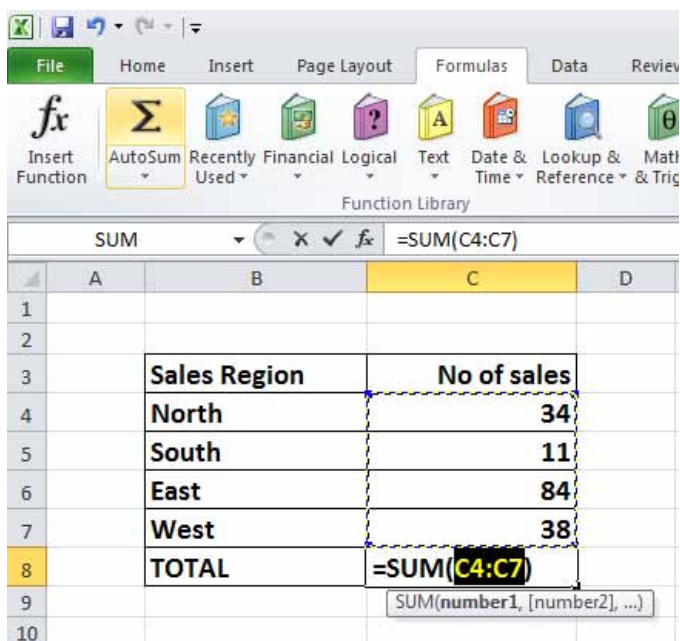 File Home Insert Page Layout Formulas Data Review
fx Σ ? A θ
Insert Function AutoSum Recently Used Financial Logical Text Date & Time Lookup & Reference Math & Trig
Function Library
SUM fx =SUM(C4:C7)
A B C D
1
2
3 Sales Region No of sales
4 North 34
5 South 11
6 East 84
7 West 38
8 TOTAL =SUM(C4:C7)
9 SUM(number1, [number2], ...)
10